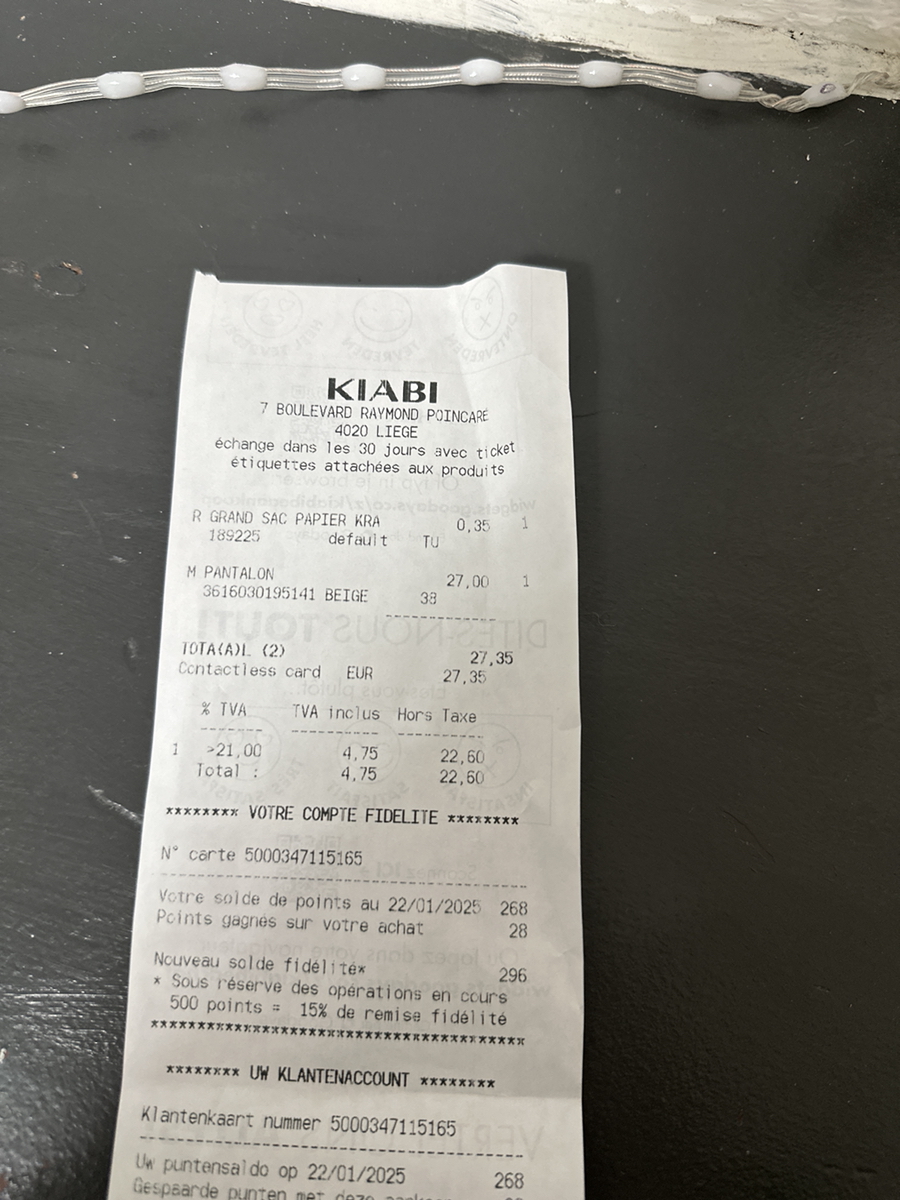 KIABI
7 BOULEVARD RAYMOND POINCARE
4020 LIEGE
échange dans les 30 jours avec ticket
étiquettes attachées aux produits
R GRAND SAC PAPIER KRA 0,35 1
189225 default TU
M PANTALON 27,00 1
3616030195141 BEIGE 38
TOTA(A)L (2) 27,35
Contactless card EUR 27,35
% TVA TVA inclus Hors Taxe
1 >21,00 4,75 22,60
Total : 4,75 22,60
******** VOTRE COMPTE FIDELITE ********
N° carte 5000347115165
Votre solde de points au 22/01/2025 268
Points gagnés sur votre achat 28
Nouveau solde fidélité* 296
* Sous réserve des opérations en cours
500 points = 15% de remise fidélité
******** UW KLANTENACCOUNT ********
Klantenkaart nummer 5000347115165
Uw puntensaldo op 22/01/2025 268
Gespaarde punten met deze